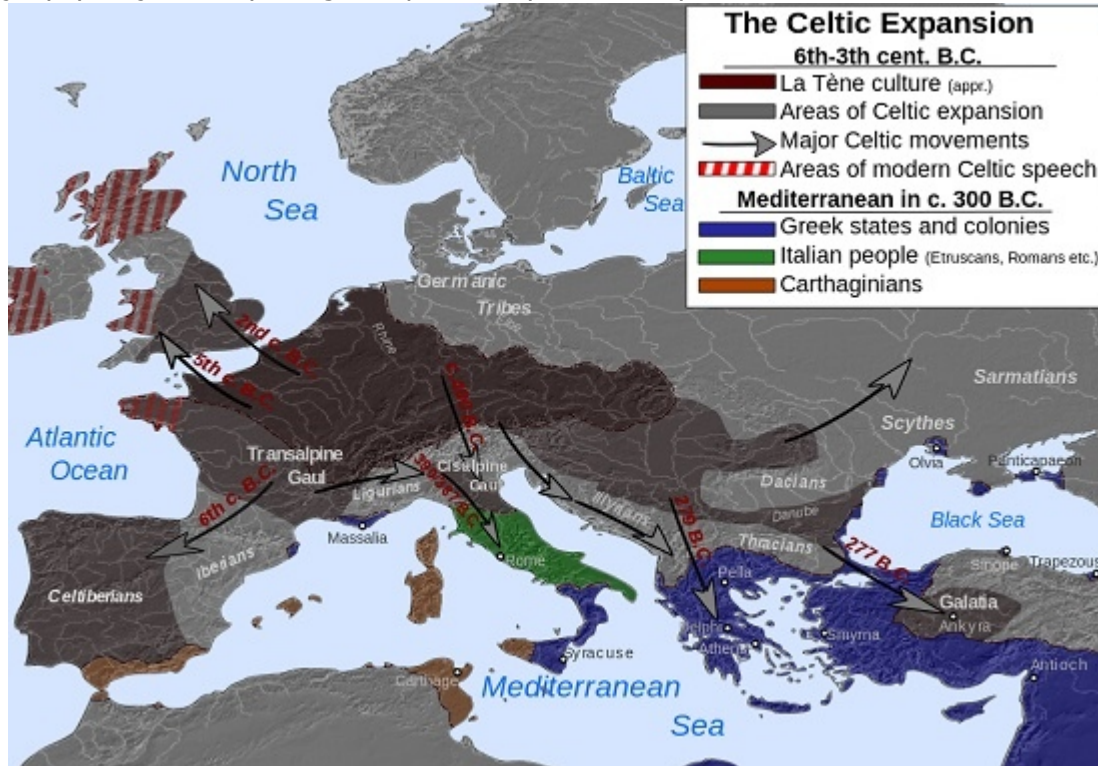 The Celtic Expansion
6th-3th cent. B.C.
La Tène culture (appr.)
Areas of Celtic expansion
Major Celtic movements
Areas of modern Celtic speech
Mediterranean in c. 300 B.C.
Greek states and colonies
Italian people (Etruscans, Romans etc.)
Carthaginians
North
Sea
Baltic
Sea
Germanic
Tribes
Rhine
2nd c. B.C.
5th c. B.C.
Sarmatians
Scythes
Atlantic
Ocean
Transalpine
Gaul
Cisalpine
Gaul
Ligurians
Olvia
Panticapaeon
Dacians
Illyrians
Danube
6th c. B.C.
Iberians
Massalia
Black Sea
279 B.C.
Thracians
277 B.C.
Sinope
Trapezous
Rome
Pella
Celtiberians
Galatia
Ankyra
Delphi
Smyrna
Athens
Syracuse
Antioch
Carthage
Mediterranean
Sea